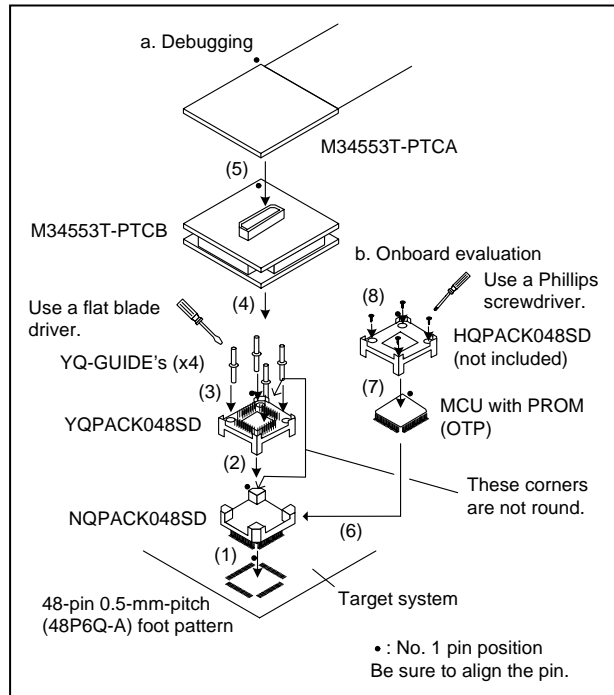 a. Debugging
M34553T-PTCA
(5)
M34553T-PTCB
b. Onboard evaluation
(4)
(8)
Use a Phillips
screwdriver.
Use a flat blade
driver.
HQPACK048SD
(not included)
YQ-GUIDE's (x4)
(3)
(7)
MCU with PROM
(OTP)
YQPACK048SD
(2)
These corners
are not round.
NQPACK048SD
(6)
(1)
Target system
48-pin 0.5-mm-pitch
(48P6Q-A) foot pattern
• : No. 1 pin position
Be sure to align the pin.